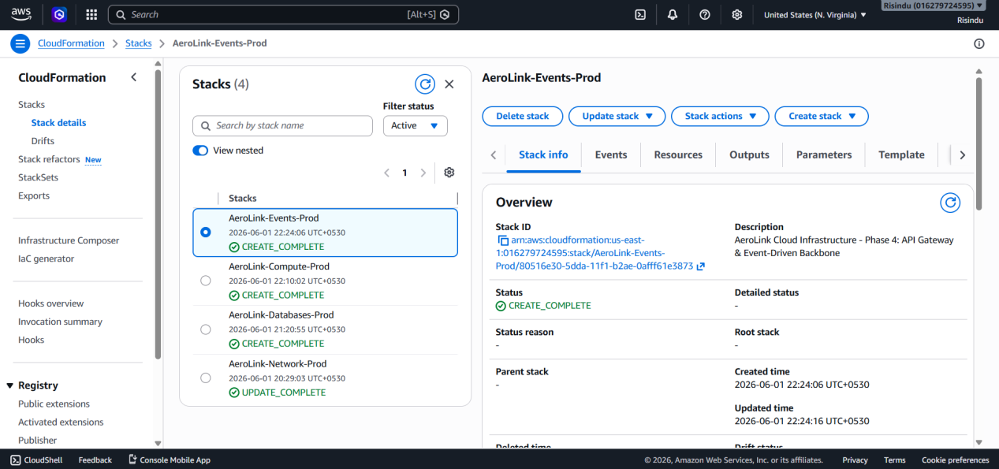 aws
Search
[Alt+S]
United States (N. Virginia)
Risindu (016279724595)
Risindu
CloudFormation
Stacks
AeroLink-Events-Prod
CloudFormation
Stacks
Stack details
Drifts
Stack refactors New
StackSets
Exports
Infrastructure Composer
IaC generator
Hooks overview
Invocation summary
Hooks
Registry
Public extensions
Activated extensions
Publisher
Stacks (4)
Filter status
Search by stack name
Active
View nested
1
Stacks
AeroLink-Events-Prod
2026-06-01 22:24:06 UTC+0530
CREATE_COMPLETE
AeroLink-Compute-Prod
2026-06-01 22:10:02 UTC+0530
CREATE_COMPLETE
AeroLink-Databases-Prod
2026-06-01 21:20:55 UTC+0530
CREATE_COMPLETE
AeroLink-Network-Prod
2026-06-01 20:29:03 UTC+0530
UPDATE_COMPLETE
AeroLink-Events-Prod
Delete stack
Update stack
Stack actions
Create stack
Stack info
Events
Resources
Outputs
Parameters
Template
Overview
Stack ID
arn:aws:cloudformation:us-east-
1:016279724595:stack/AeroLink-Events-
Prod/80516e30-5dda-11f1-b2ae-0afff61e3873
Description
AeroLink Cloud Infrastructure - Phase 4: API Gateway
& Event-Driven Backbone
Status
CREATE_COMPLETE
Detailed status
-
Status reason
-
Root stack
-
Parent stack
-
Created time
2026-06-01 22:24:06 UTC+0530
Updated time
2026-06-01 22:24:16 UTC+0530
Deleted time
Drift status
CloudShell
Feedback
Console Mobile App
© 2026, Amazon Web Services, Inc. or its affiliates.
Privacy
Terms
Cookie preferences